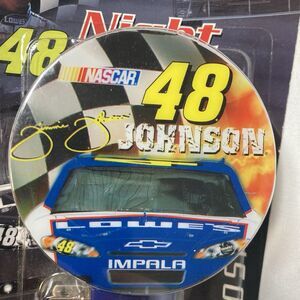 Night
48
NASCAR
48
Jimmie Johnson
JOHNSON
LOWE'S
48
IMPALA